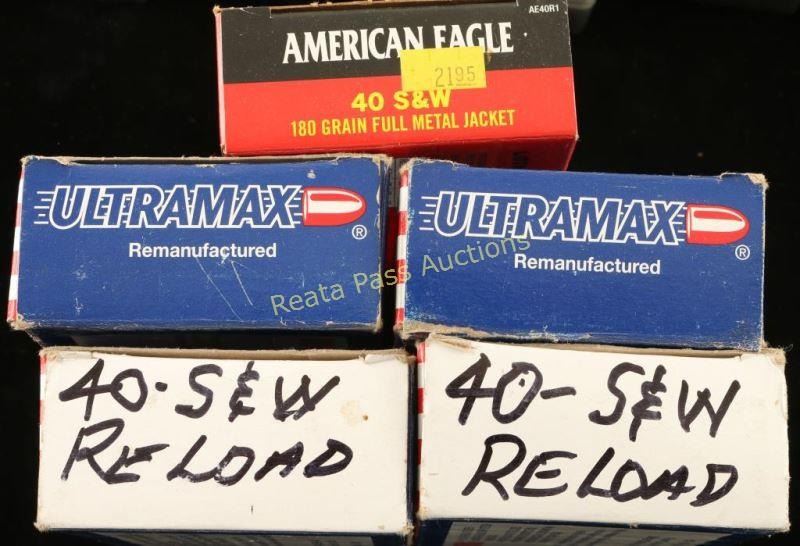 AE40R1
AMERICAN EAGLE
2195
40 S&W
180 GRAIN FULL METAL JACKET
ULTRAMAX ®
Remanufactured
ULTRAMAX ®
Remanufactured
Reata Pass Auctions
40-S&W
RELOAD
40-S&W
RELOAD